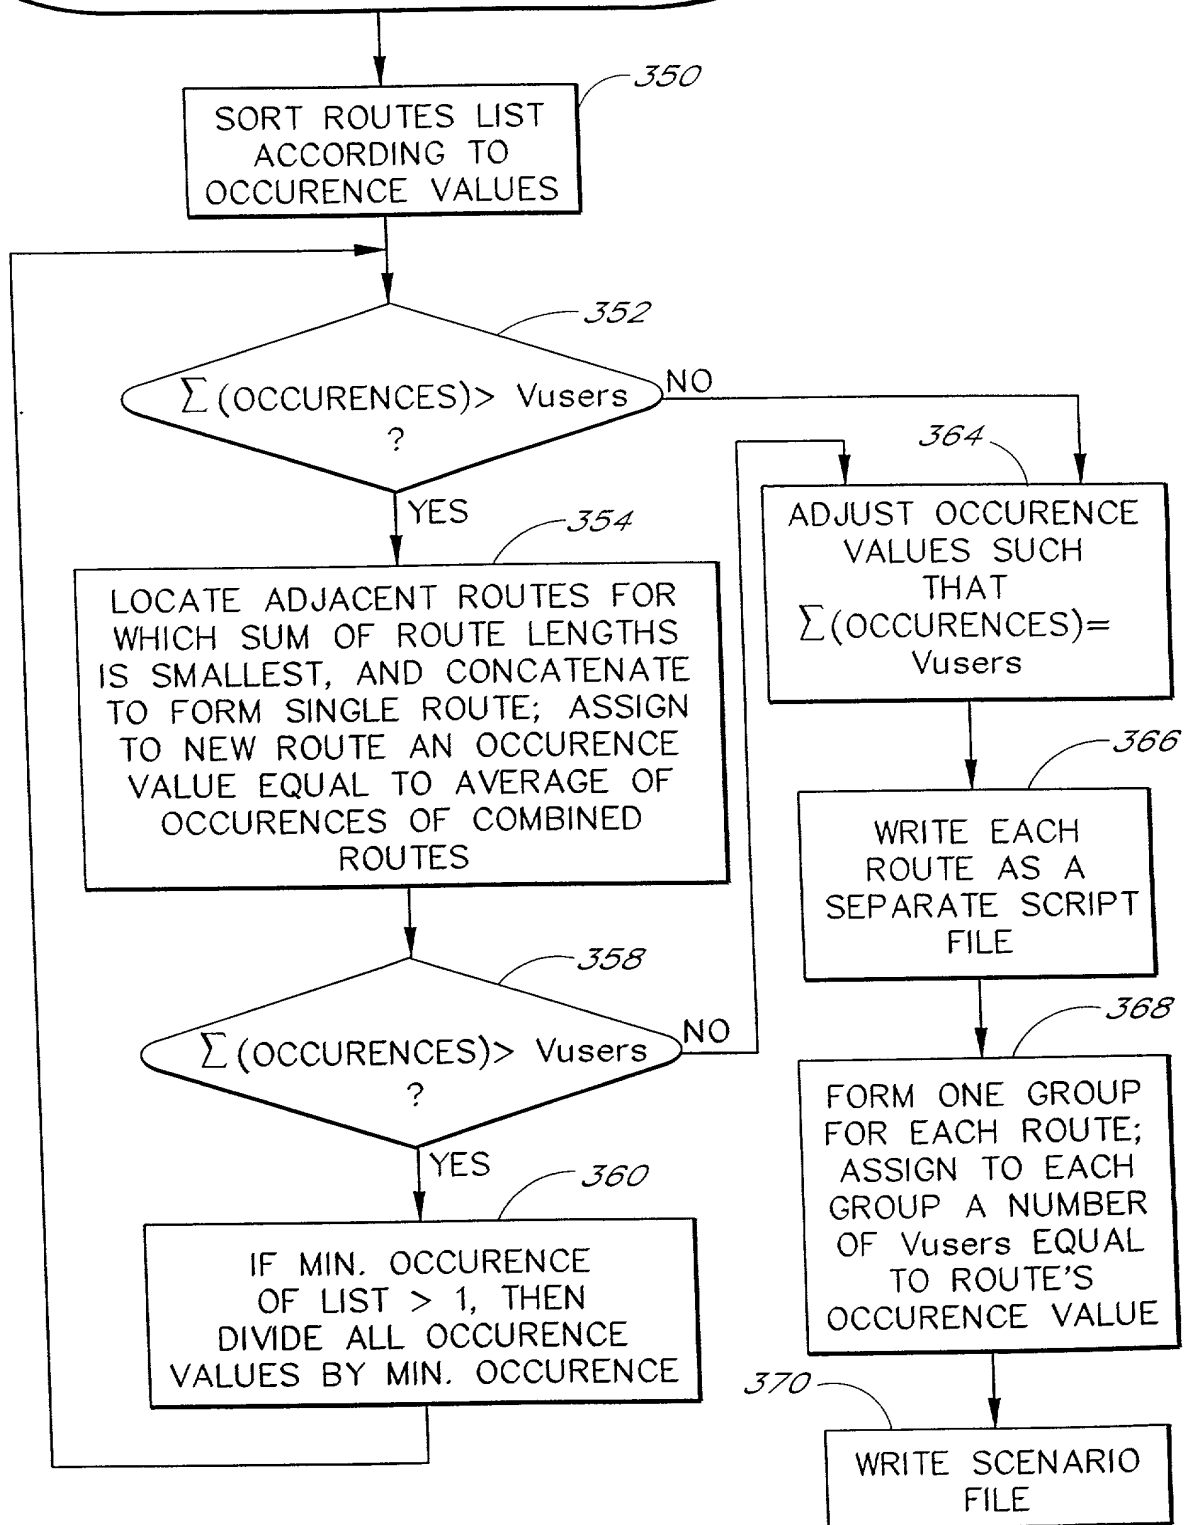 350
SORT ROUTES LIST
ACCORDING TO
OCCURENCE VALUES
352
Σ(OCCURENCES)> Vusers
?
NO
YES
354
LOCATE ADJACENT ROUTES FOR
WHICH SUM OF ROUTE LENGTHS
IS SMALLEST, AND CONCATENATE
TO FORM SINGLE ROUTE; ASSIGN
TO NEW ROUTE AN OCCURENCE
VALUE EQUAL TO AVERAGE OF
OCCURENCES OF COMBINED
ROUTES
358
Σ(OCCURENCES)> Vusers
?
NO
YES
360
IF MIN. OCCURENCE
OF LIST > 1, THEN
DIVIDE ALL OCCURENCE
VALUES BY MIN. OCCURENCE
364
ADJUST OCCURENCE
VALUES SUCH
THAT
Σ(OCCURENCES)=
Vusers
366
WRITE EACH
ROUTE AS A
SEPARATE SCRIPT
FILE
368
FORM ONE GROUP
FOR EACH ROUTE;
ASSIGN TO EACH
GROUP A NUMBER
OF Vusers EQUAL
TO ROUTE'S
OCCURENCE VALUE
370
WRITE SCENARIO
FILE